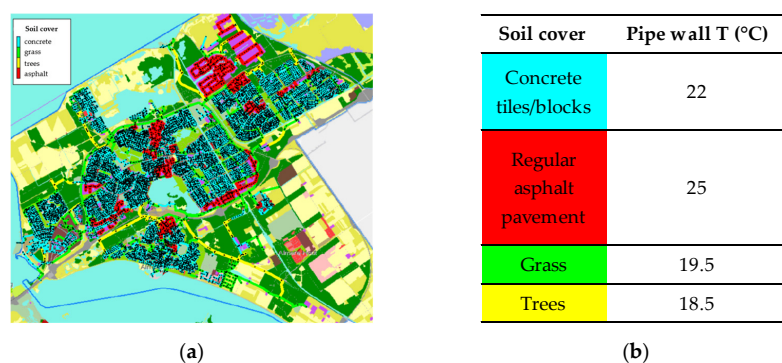 Soil cover
concrete
grass
trees
asphalt
(a)
Soil cover Pipe wall T (°C)
Concrete
tiles/blocks
22
Regular
asphalt
pavement
25
Grass 19.5
Trees 18.5
(b)